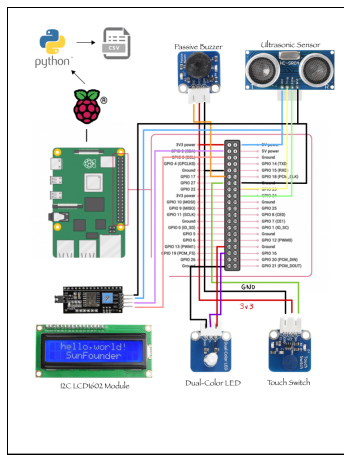 python
CSV
Passive Buzzer
Ultrasonic Sensor
HC-SR04
®
3V3 power
5V power
GPIO 2 (SDA)
5V power
GPIO 3 (SCL)
Ground
GPIO 4 (GPCLK0)
GPIO 14 (TXD)
Ground
GPIO 15 (RXD)
GPIO 17
GPIO 18 (PCM_CLK)
GPIO 27
Ground
GPIO 22
GPIO 23
3V3 power
GPIO 24
GPIO 10 (MOSI)
Ground
GPIO 9 (MISO)
GPIO 25
GPIO 11 (SCLK)
GPIO 8 (CE0)
Ground
GPIO 7 (CE1)
GPIO 0 (ID_SD)
GPIO 1 (ID_SC)
GPIO 5
Ground
GPIO 6
GPIO 12 (PWM0)
GPIO 13 (PWM1)
Ground
GPIO 19 (PCM_FS)
GPIO 16
GPIO 26
GPIO 20 (PCM_DIN)
Ground
GPIO 21 (PCM_DOUT)
GND
3v3
hello, world!
SunFounder
I2C LCD1602 Module
Dual-Color LED
Dual-Color LED
Touch Switch
Touch Switch